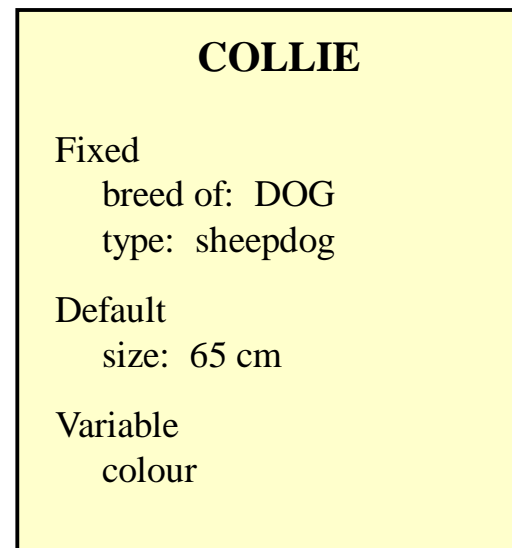 COLLIE
Fixed
breed of: DOG
type: sheepdog
Default
size: 65 cm
Variable
colour